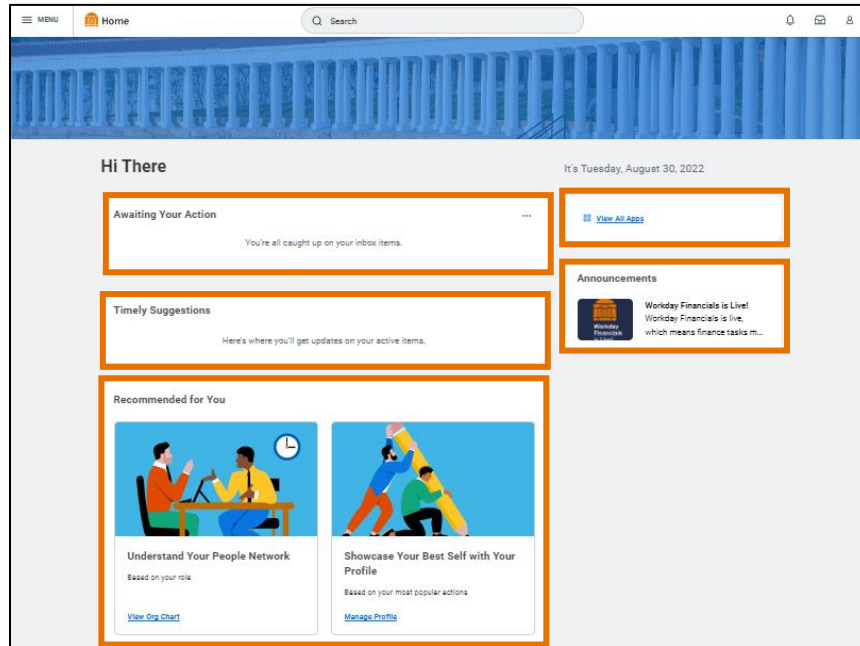 MENU
Home
Search
Hi There
It's Tuesday, August 30, 2022
Awaiting Your Action
You're all caught up on your inbox items.
View All Apps
Timely Suggestions
Here's where you'll get updates on your active items.
Announcements
Workday
Financials
is Live!
Workday Financials is Live!
Workday Financials is live,
which means finance tasks m...
Recommended for You
Understand Your People Network
Based on your role
View Org Chart
Showcase Your Best Self with Your
Profile
Based on your most popular actions
Manage Profile